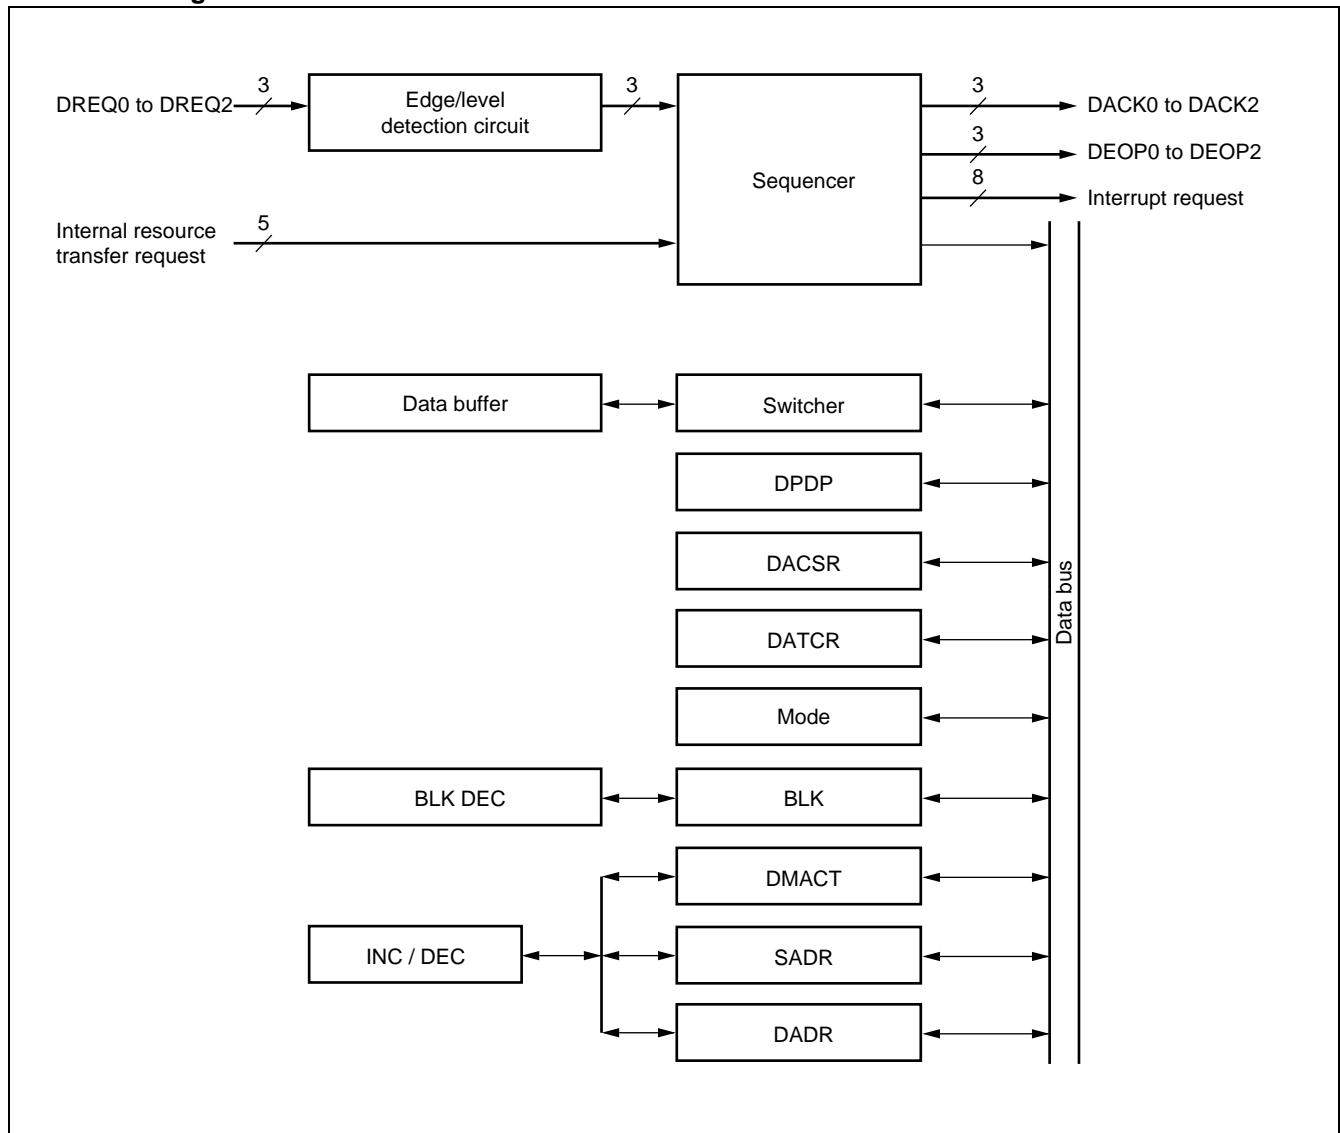 3
3
3
DREQ0 to DREQ2
Edge/level
detection circuit
DACK0 to DACK2
3
DEOP0 to DEOP2
Sequencer
8
Interrupt request
5
Internal resource
transfer request
Data buffer
Switcher
DPDP
DACSR
DATCR
Data bus
Mode
BLK DEC
BLK
DMACT
INC / DEC
SADR
DADR